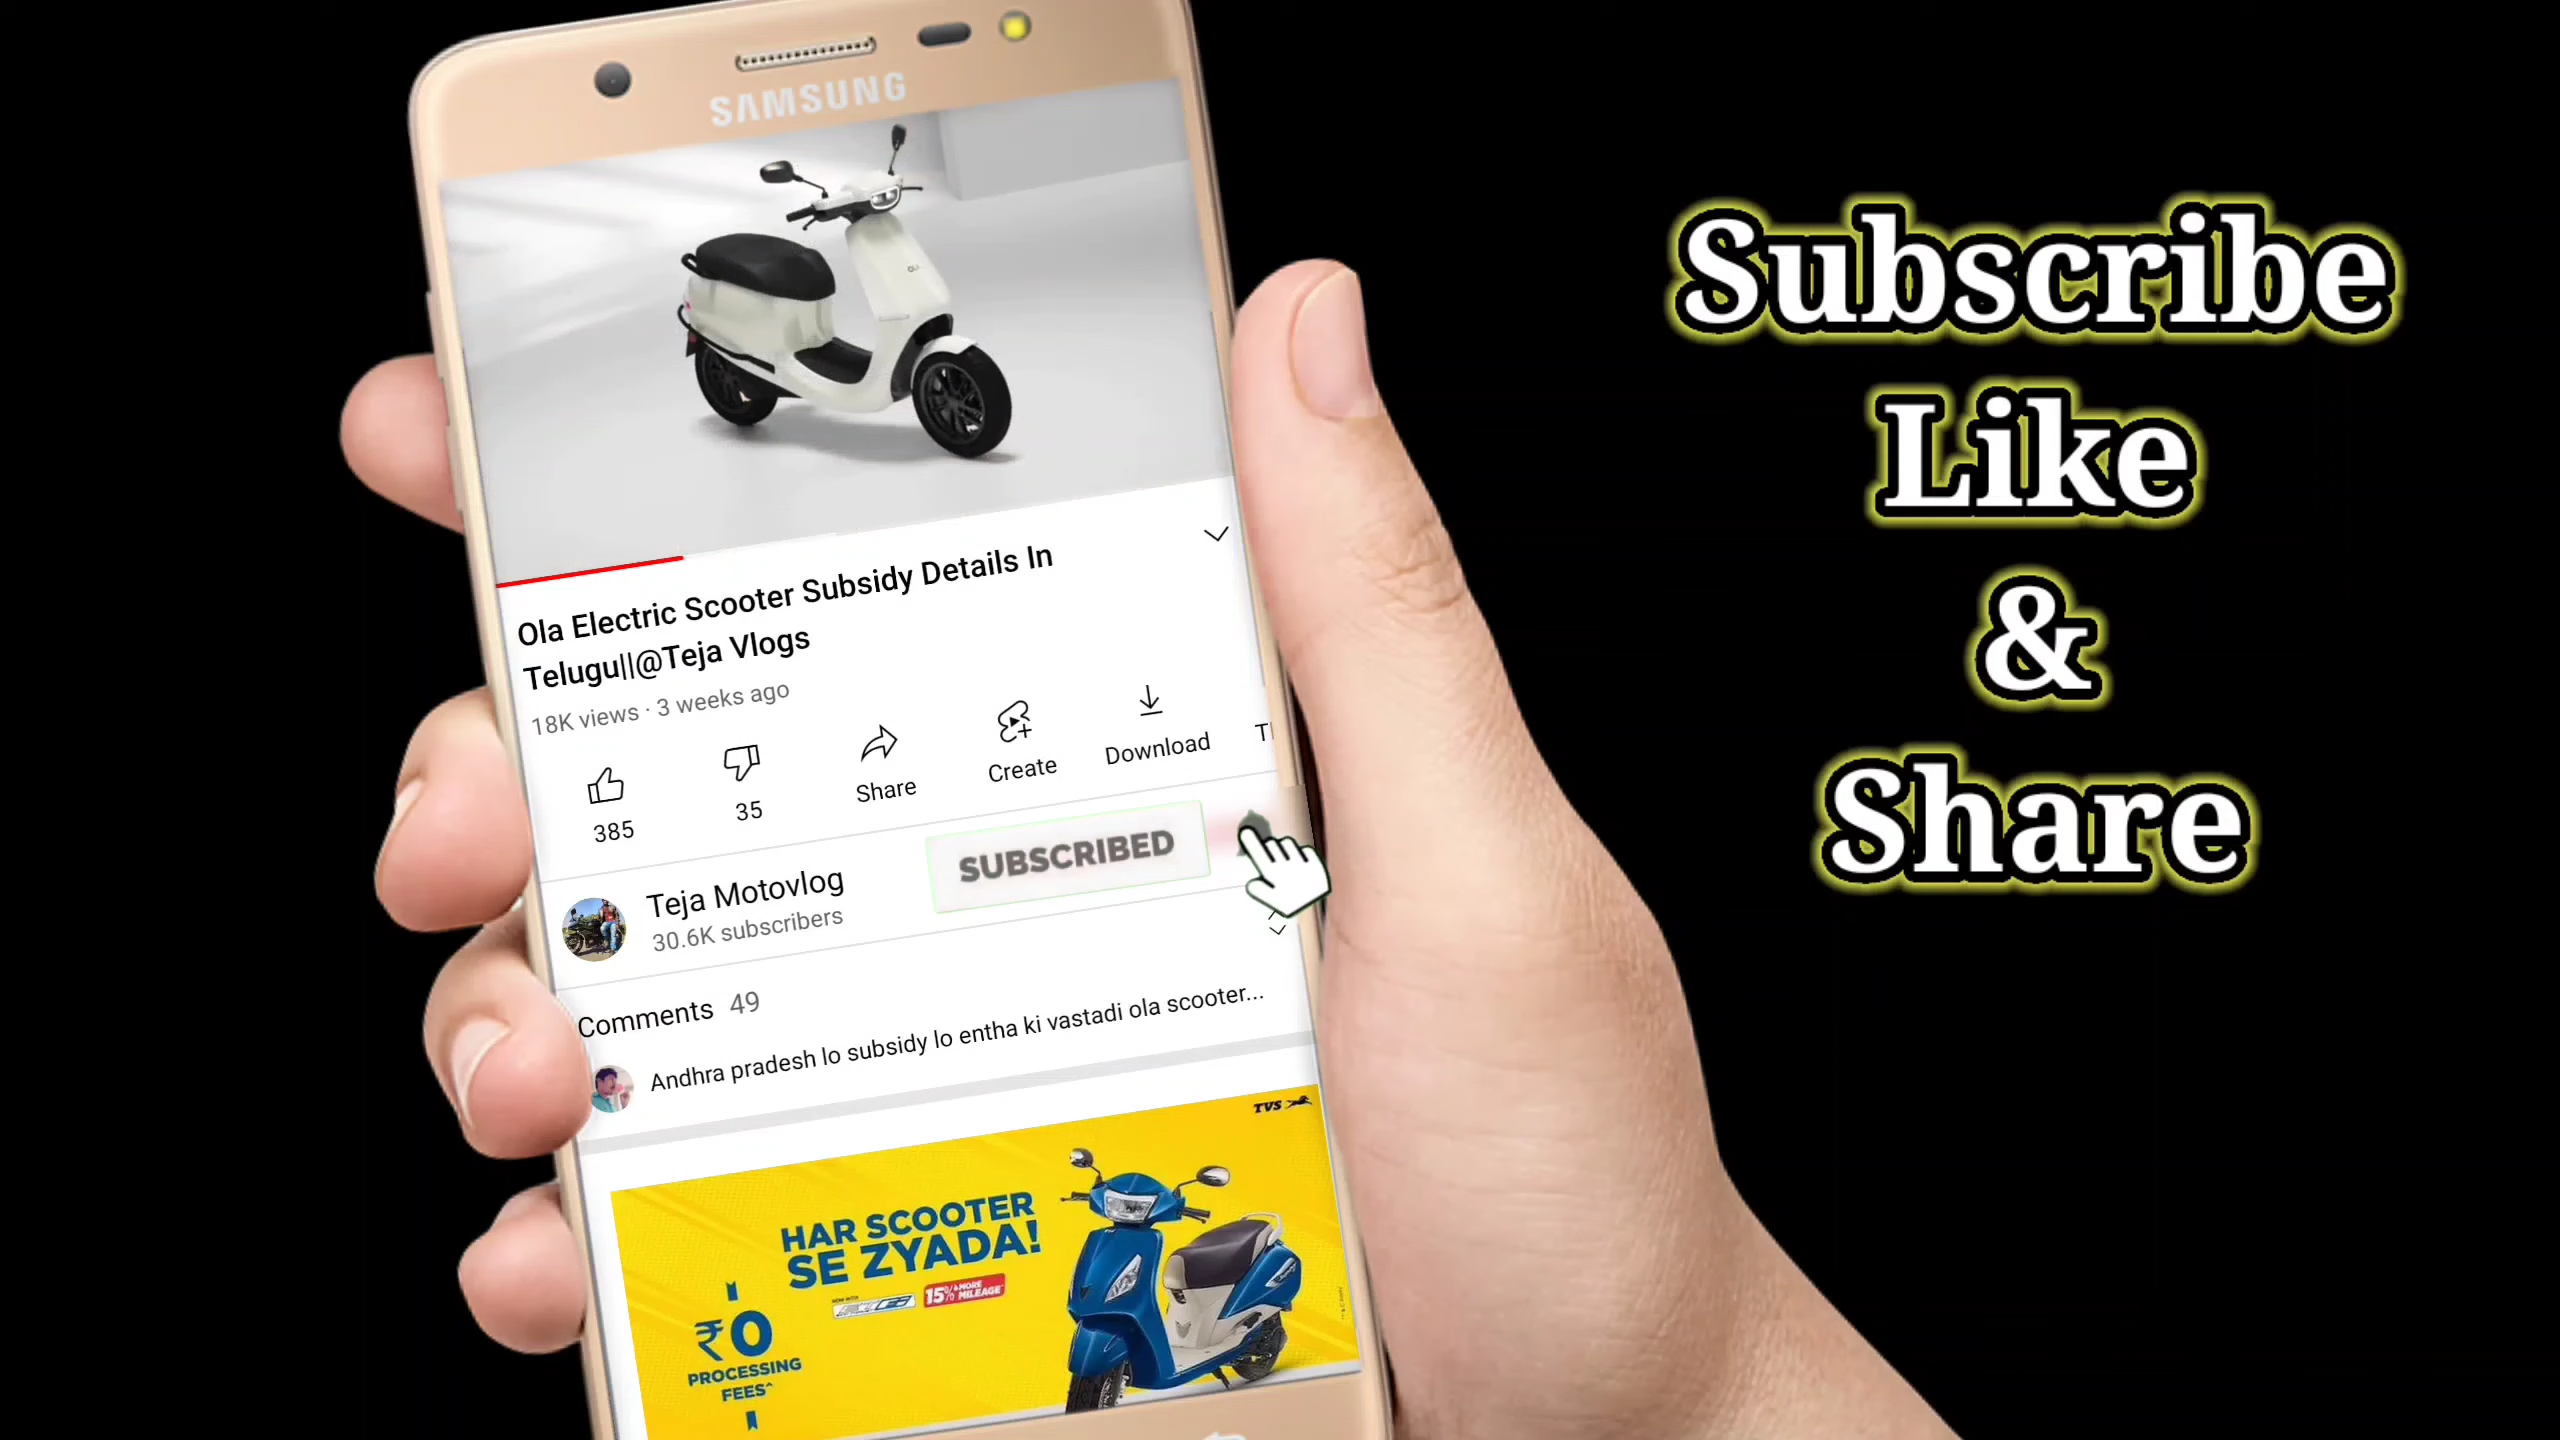 SAMSUNG
Ola Electric Scooter Subsidy Details In
Telugu||@Teja Vlogs
18K views · 3 weeks ago
385
35
Share
Create
Download
Teja Motovlog
30.6K subscribers
SUBSCRIBED
Comments 49
Andhra pradesh lo subsidy lo entha ki vastadi ola scooter...
TVS
HAR SCOOTER
SE ZYADA!
15% MORE
MILEAGE*
₹0
PROCESSING
FEES^
Subscribe
Like
&
Share